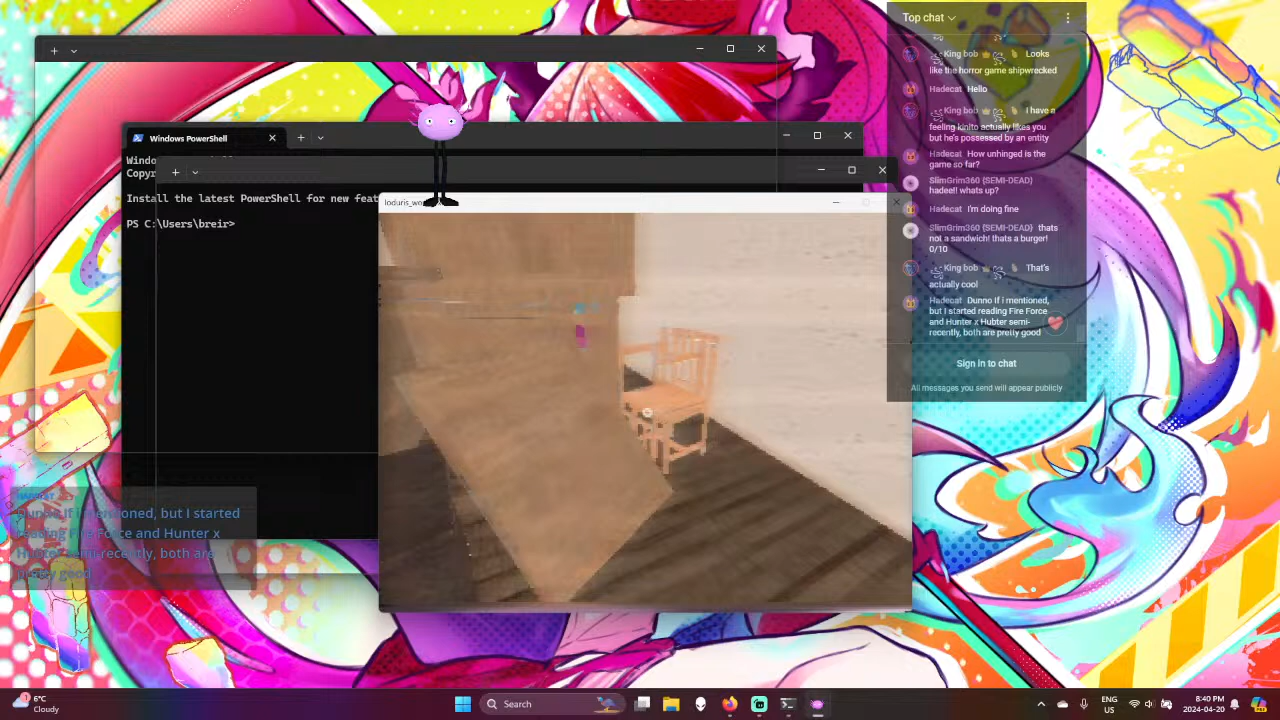 Top chat
King bob Looks
like the horror game shipwrecked
Hadecat Hello
King bob I have a
feeling kinito actually likes you
but he's possessed by an entity
Hadecat How unhinged is the
game so far?
SlimGrim360 (SEMI-DEAD)
hadee!! whats up?
Hadecat I'm doing fine
SlimGrim360 (SEMI-DEAD) thats
not a sandwich! thats a burger!
0/10
King bob That's
actually cool
Hadecat Dunno If i mentioned,
but I started reading Fire Force
and Hunter x Hubter semi-
recently, both are pretty good
Sign in to chat
All messages you send will appear publicly
Windows PowerShell
Windo
Copyr
Install the latest PowerShell for new feat
PS C:\Users\breir>
Dunno If i mentioned, but I started
reading Fire Force and Hunter x
semi-recently, both are
pretty good
6°C
Cloudy
Search
ENG
US
8:40 PM
2024-04-20